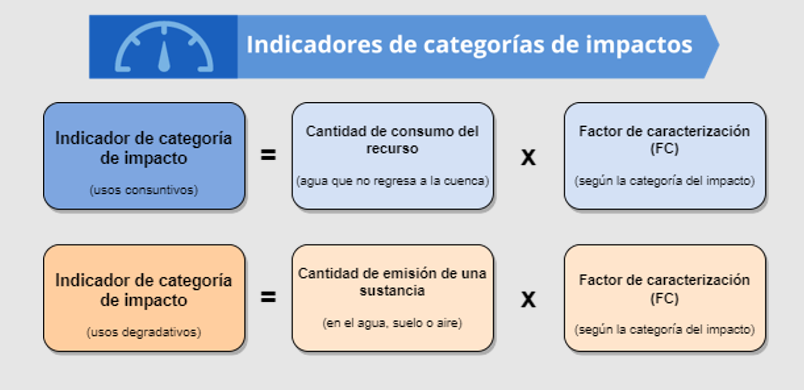 Indicadores de categorías de impactos
Indicador de categoría
de impacto
(usos consuntivos)
=
Cantidad de consumo del
recurso
(agua que no regresa a la cuenca)
x
Factor de caracterización
(FC)
(según la categoría del impacto)
Indicador de categoría
de impacto
(usos degradativos)
=
Cantidad de emisión de una
sustancia
(en el agua, suelo o aire)
x
Factor de caracterización
(FC)
(según la categoría del impacto)